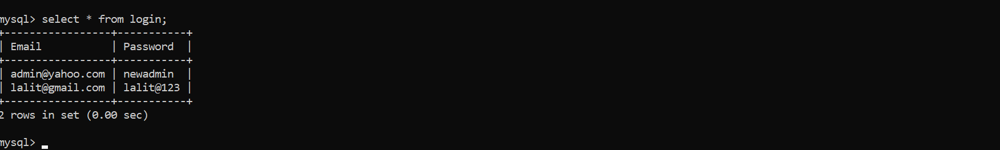 mysql> select * from login;
+-----------------+-----------+
| Email           | Password  |
+-----------------+-----------+
| admin@yahoo.com | newadmin  |
| lalit@gmail.com | lalit@123 |
+-----------------+-----------+
2 rows in set (0.00 sec)
mysql>